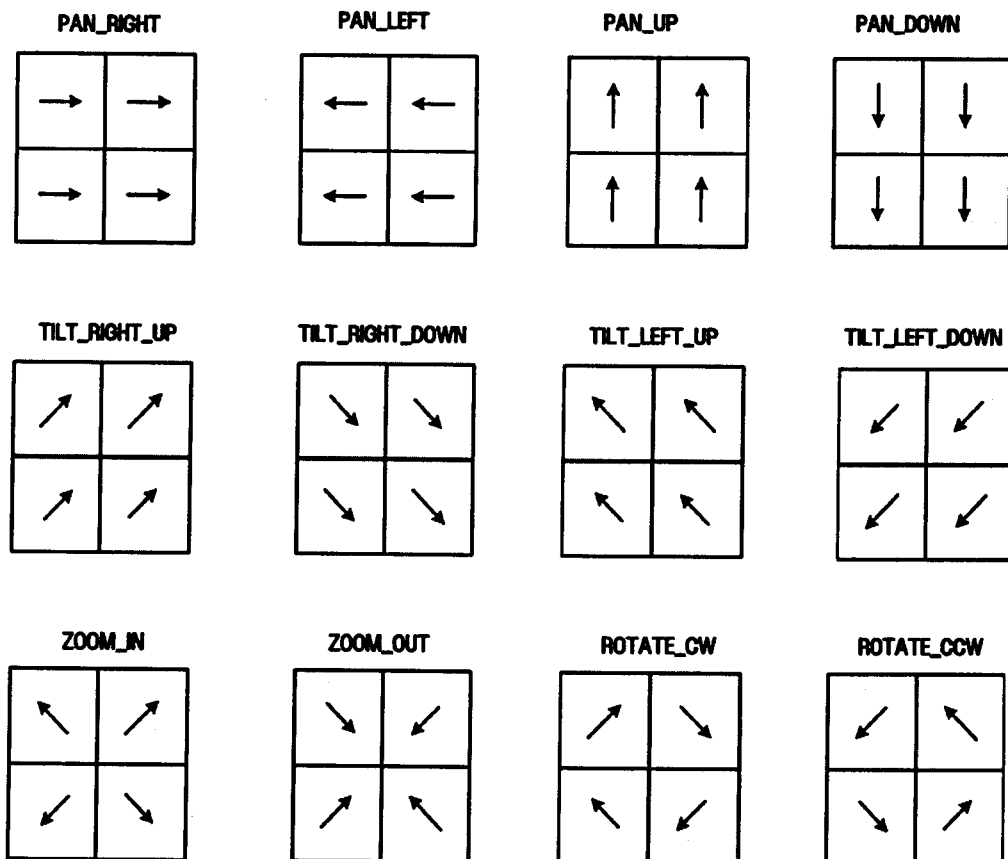 PAN_RIGHT PAN_LEFT PAN_UP PAN_DOWN
TILT_RIGHT_UP TILT_RIGHT_DOWN TILT_LEFT_UP TILT_LEFT_DOWN
ZOOM_IN ZOOM_OUT ROTATE_CW ROTATE_CCW